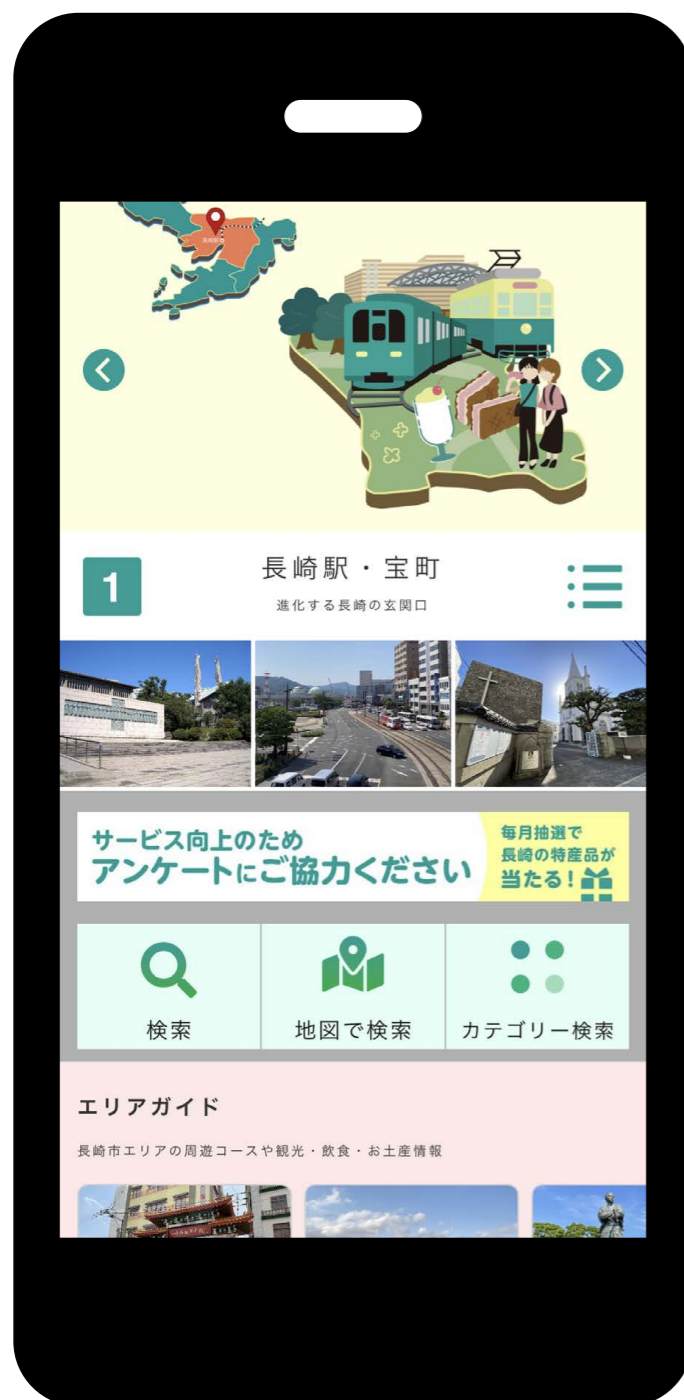 長崎駅
1
長崎駅・宝町
進化する長崎の玄関口
サービス向上のため
アンケートにご協力ください
毎月抽選で
長崎の特産品が
当たる!
検索
地図で検索
カテゴリー検索
エリアガイド
長崎市エリアの周遊コースや観光・飲食・お土産情報